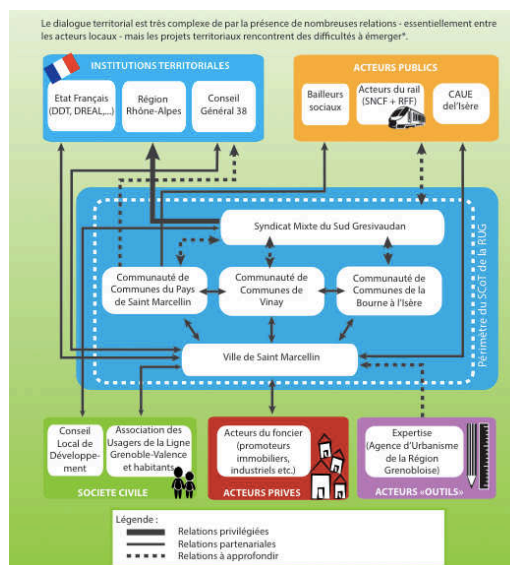 Le dialogue territorial est très complexe de par la présence de nombreuses relations - essentiellement entre
les acteurs locaux - mais les projets territoriaux rencontrent des difficultés à émerger*.
INSTITUTIONS TERRITORIALES
Etat Français
(DDT, DREAL,...)
Région
Rhône-Alpes
Conseil
Général 38
ACTEURS PUBLICS
Bailleurs
sociaux
Acteurs du rail
(SNCF + RFF)
CAUE
del'Isère
Syndicat Mixte du Sud Gresivaudan
Communauté de
Communes du Pays
de Saint Marcellin
Communauté de
Communes de
Vinay
Communauté de
Communes de la
Bourne à l'Isère
Ville de Saint Marcellin
Périmètre du SCoT de la RUG
Conseil
Local de
Développe-
ment
Association des
Usagers de la Ligne
Grenoble-Valence
et habitants
SOCIETE CIVILE
Acteurs du foncier
(promoteurs
immobiliers,
industriels etc.)
ACTEURS PRIVES
Expertise
(Agence d'Urbanisme
de la Région
Grenobloise)
ACTEURS «OUTILS»
Légende :
Relations privilégiées
Relations partenariales
Relations à approfondir